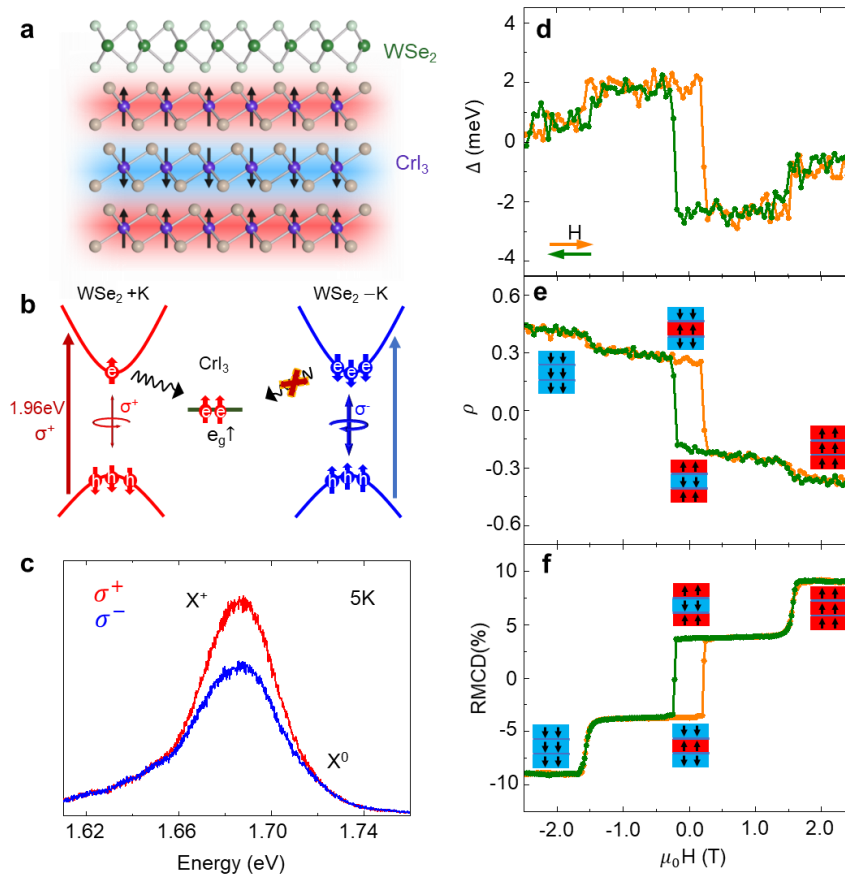 a
WSe₂
CrI₃
b
WSe₂ +K
WSe₂ −K
CrI₃
1.96eV
σ⁺
σ⁺
σ⁻
e
e e
e e e
e_g↑
h h h
h h h
c
σ⁺
σ⁻
X⁺
5K
X⁰
1.62 1.66 1.70 1.74
Energy (eV)
d
4
2
0
-2
-4
Δ (meV)
H
e
0.6
0.3
0.0
-0.3
-0.6
ρ
f
10
5
0
-5
-10
RMCD(%)
-2.0 -1.0 0.0 1.0 2.0
μ₀H (T)